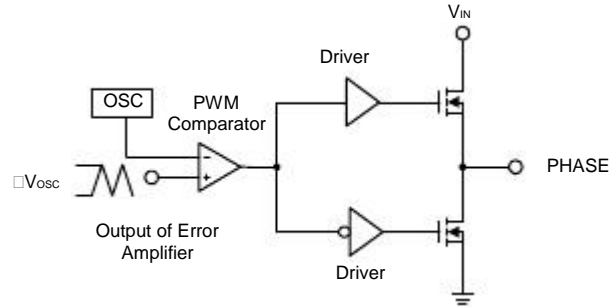 VIN
Driver
OSC
PWM
Comparator
PHASE
□VOSC
Output of Error
Amplifier
Driver